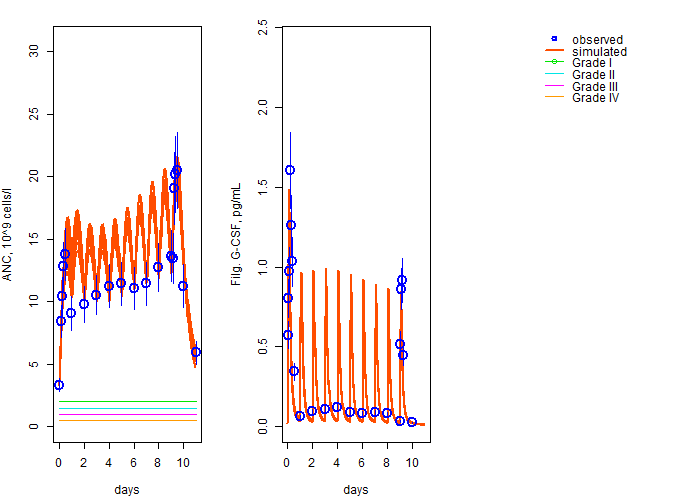 ANC, 10^9 cells/l
30
25
20
15
10
5
0
0 2 4 6 8 10
days
Filg. G-CSF, pg/mL
2.5
2.0
1.5
1.0
0.5
0.0
0 2 4 6 8 10
days
observed
simulated
Grade I
Grade II
Grade III
Grade IV